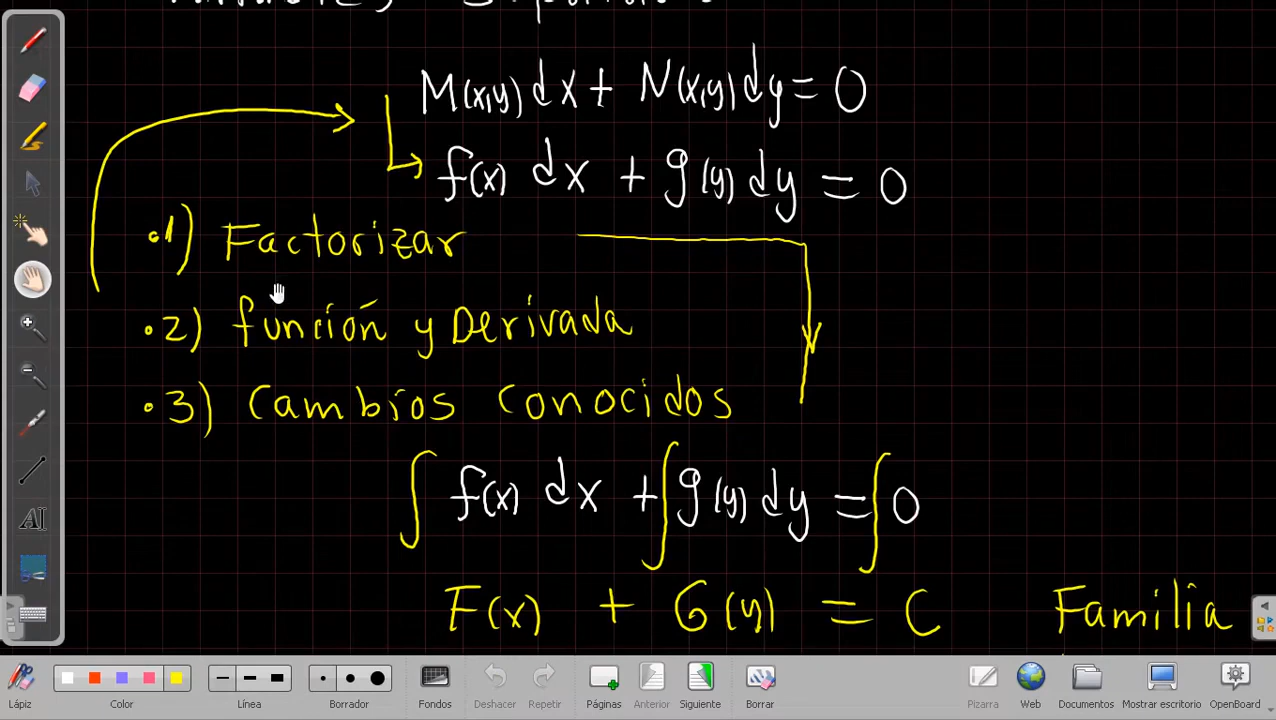 M(x,y)dx + N(x,y)dy = 0
f(x) dx + g(y) dy = 0
•1) Factorizar
•2) función y Derivada
•3) Cambios conocidos
∫ f(x) dx + ∫ g(y) dy = ∫ 0
F(x) + G(y) = C Familia
Lápiz Color Línea Borrador Fondos Deshacer Repetir Páginas Anterior Siguiente Borrar Pizarra Web Documentos Mostrar escritorio OpenBoard